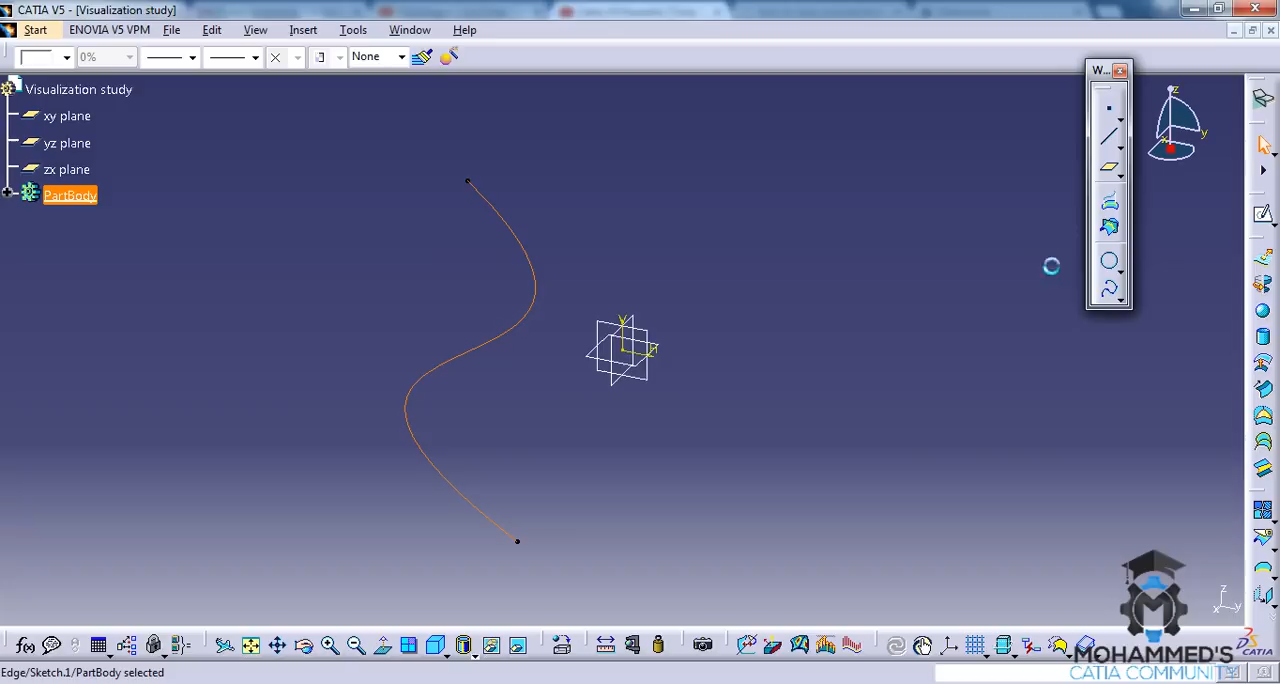 CATIA V5 - [Visualization study]
Start ENOVIA V5 VPM File Edit View Insert Tools Window Help
0% None
W...
Visualization study
xy plane
yz plane
zx plane
PartBody
z
y
x
y
z
x y
f(x)
CATIA
MOHAMMED'S
CATIA COMMUNITY
Edge/Sketch.1/PartBody selected